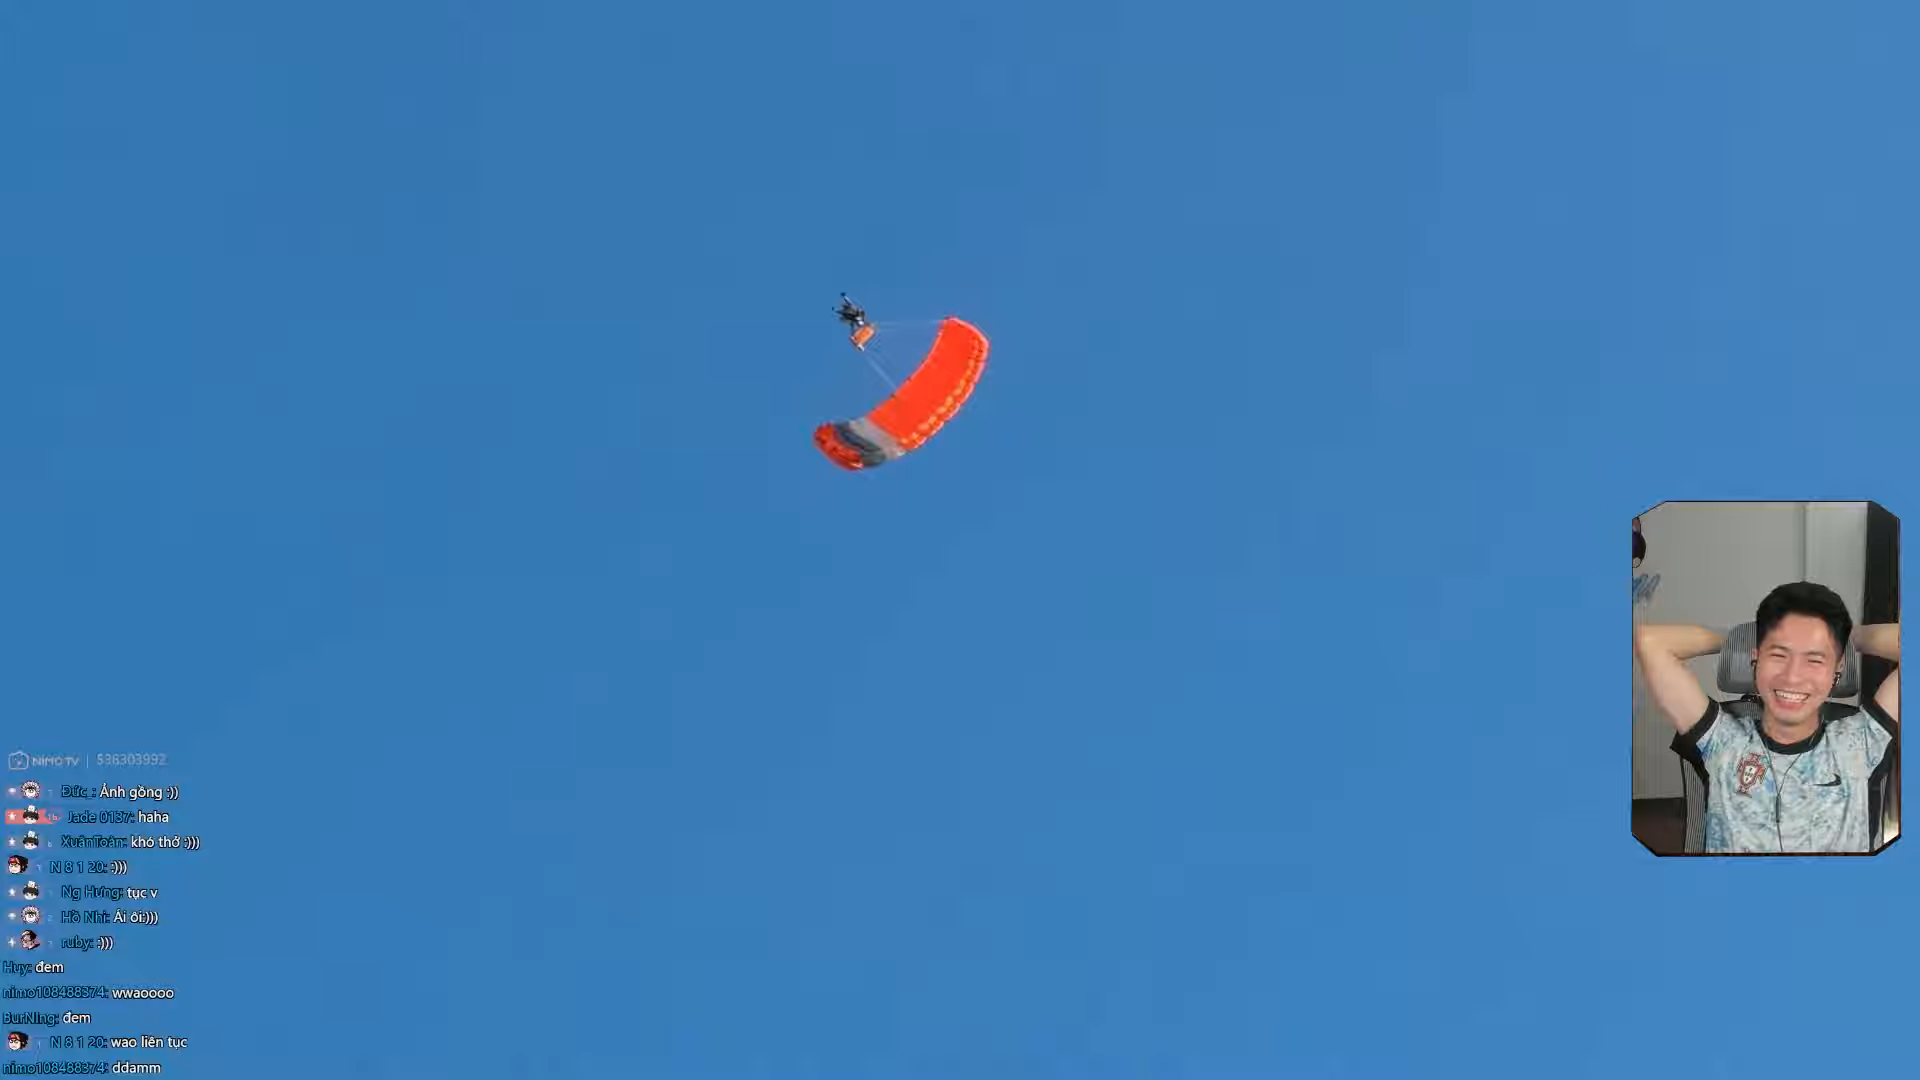 NIMO TV | 536303992
Đức_: Ảnh gồng :))
Jade 0137: haha
XuânToàn: khó thở :)))
N 8 1 20: :)))
Ng Hưng: tục v
Hồ Nhi: Ái ôi:)))
ruby: :)))
Huy: đem
nimo108488374: wwaoooo
BurNIng: đem
N 8 1 20: wao liên tục
nimo108488374: ddamm